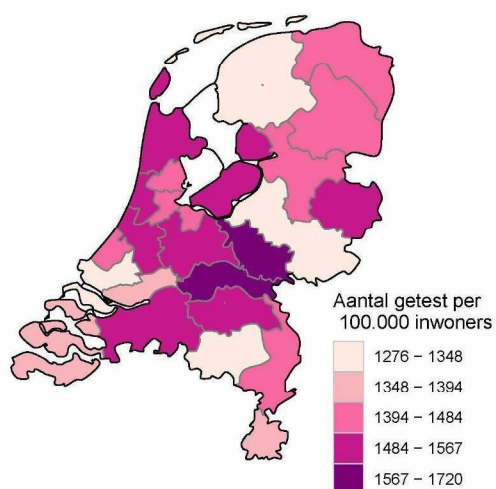 Aantal getest per
100.000 inwoners
1276 – 1348
1348 – 1394
1394 – 1484
1484 – 1567
1567 – 1720